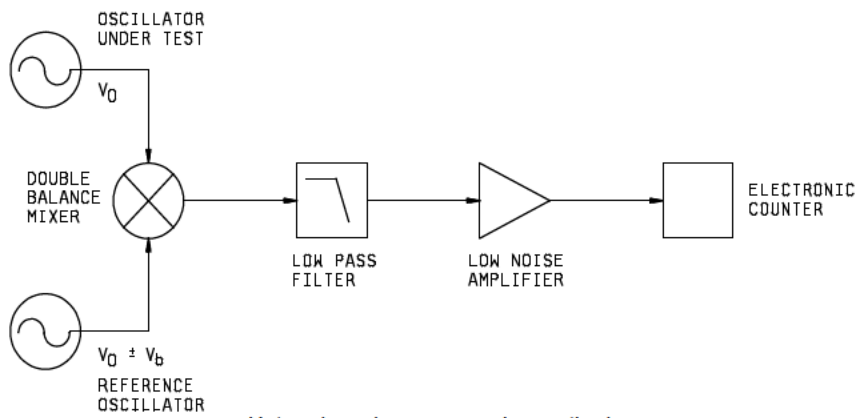 OSCILLATOR
UNDER TEST
V0
DOUBLE
BALANCE
MIXER
LOW PASS
FILTER
LOW NOISE
AMPLIFIER
ELECTRONIC
COUNTER
V0 ± Vb
REFERENCE
OSCILLATOR